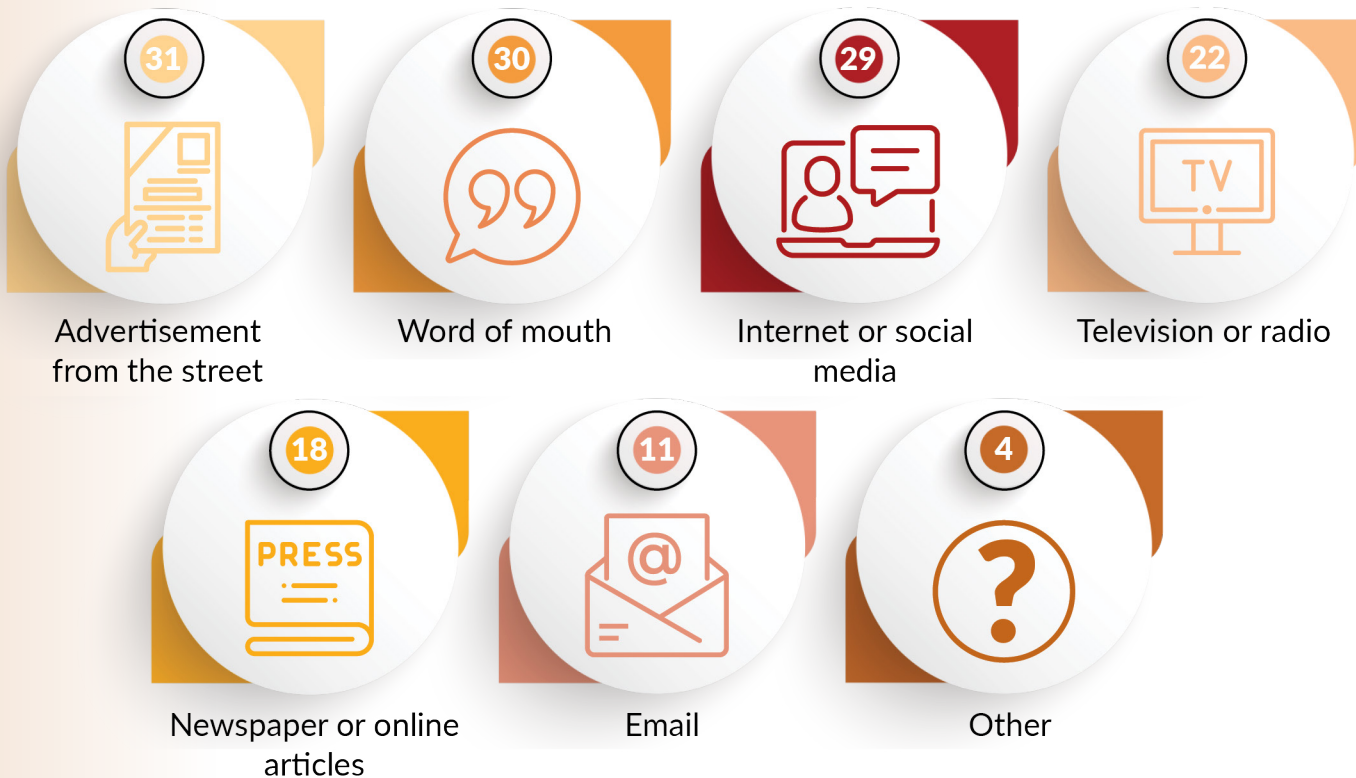 31
30
29
22
TV
Advertisement
from the street
Word of mouth
Internet or social
media
Television or radio
18
11
4
PRESS
@
?
Newspaper or online
articles
Email
Other